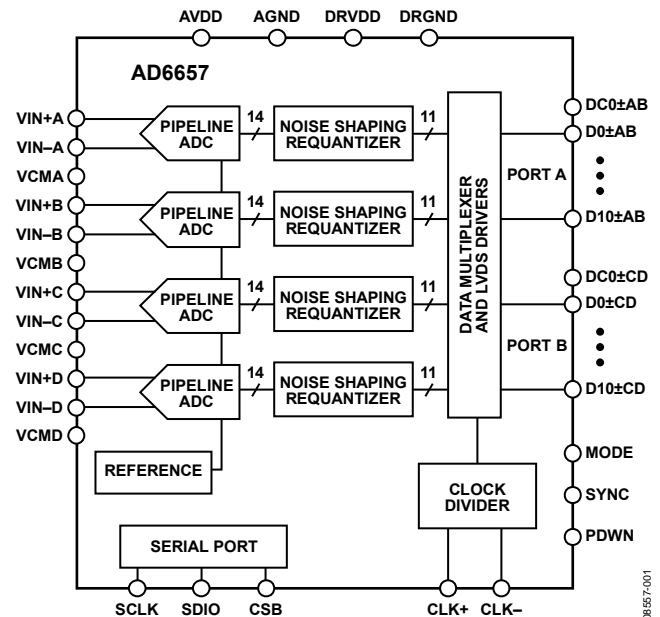 AVDD AGND DRVDD DRGND
AD6657
VIN+A
VIN–A
VCMA
VIN+B
VIN–B
VCMB
VIN+C
VIN–C
VCMC
VIN+D
VIN–D
VCMD
PIPELINE
ADC
14
NOISE SHAPING
REQUANTIZER
11
PIPELINE
ADC
14
NOISE SHAPING
REQUANTIZER
11
PIPELINE
ADC
14
NOISE SHAPING
REQUANTIZER
11
PIPELINE
ADC
14
NOISE SHAPING
REQUANTIZER
11
DATA MULTIPLEXER
AND LVDS DRIVERS
PORT A
PORT B
DC0±AB
D0±AB
D10±AB
DC0±CD
D0±CD
D10±CD
MODE
SYNC
PDWN
REFERENCE
CLOCK
DIVIDER
SERIAL PORT
SCLK SDIO CSB CLK+ CLK–
08557-001